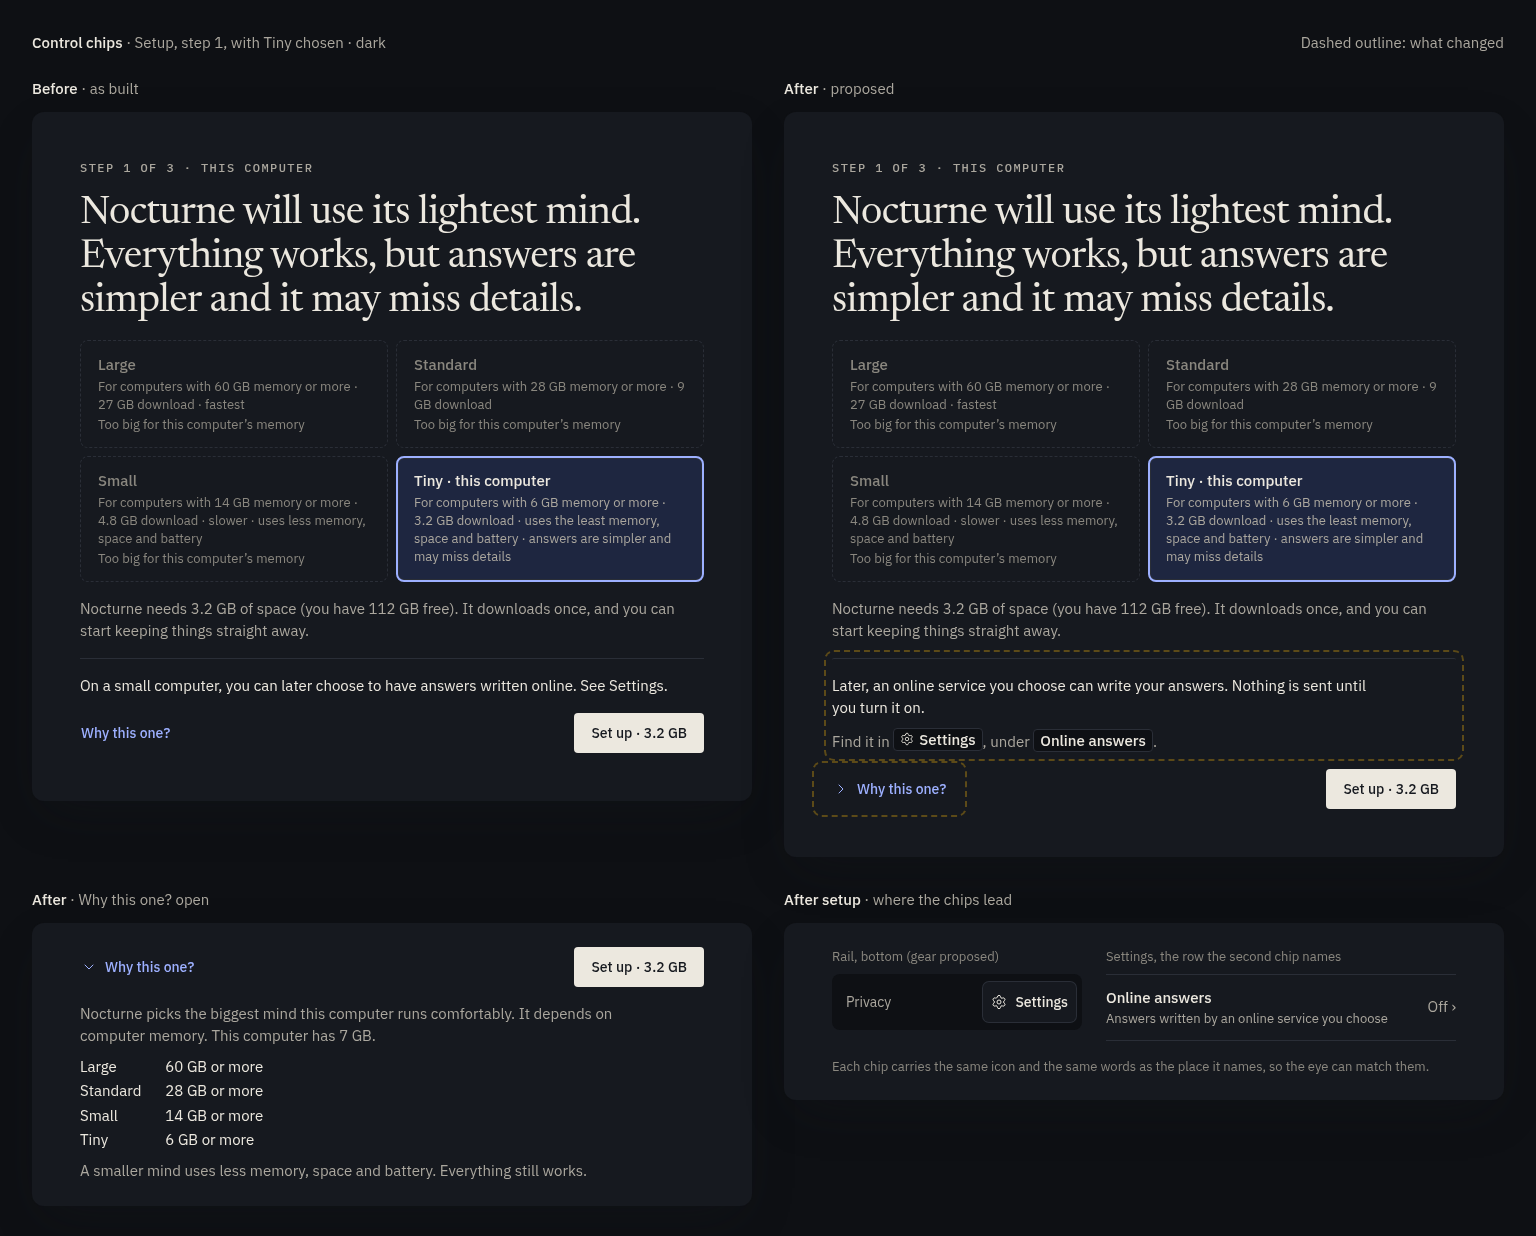 Control chips · Setup, step 1, with Tiny chosen · dark
Dashed outline: what changed
Before · as built
STEP 1 OF 3 · THIS COMPUTER
Nocturne will use its lightest mind.
Everything works, but answers are
simpler and it may miss details.
Large
For computers with 60 GB memory or more ·
27 GB download · fastest
Too big for this computer’s memory
Standard
For computers with 28 GB memory or more · 9
GB download
Too big for this computer’s memory
Small
For computers with 14 GB memory or more ·
4.8 GB download · slower · uses less memory,
space and battery
Too big for this computer’s memory
Tiny · this computer
For computers with 6 GB memory or more ·
3.2 GB download · uses the least memory,
space and battery · answers are simpler and
may miss details
Nocturne needs 3.2 GB of space (you have 112 GB free). It downloads once, and you can
start keeping things straight away.
On a small computer, you can later choose to have answers written online. See Settings.
Why this one?
Set up · 3.2 GB
After · proposed
STEP 1 OF 3 · THIS COMPUTER
Nocturne will use its lightest mind.
Everything works, but answers are
simpler and it may miss details.
Large
For computers with 60 GB memory or more ·
27 GB download · fastest
Too big for this computer’s memory
Standard
For computers with 28 GB memory or more · 9
GB download
Too big for this computer’s memory
Small
For computers with 14 GB memory or more ·
4.8 GB download · slower · uses less memory,
space and battery
Too big for this computer’s memory
Tiny · this computer
For computers with 6 GB memory or more ·
3.2 GB download · uses the least memory,
space and battery · answers are simpler and
may miss details
Nocturne needs 3.2 GB of space (you have 112 GB free). It downloads once, and you can
start keeping things straight away.
Later, an online service you choose can write your answers. Nothing is sent until
you turn it on.
Find it in Settings, under Online answers.
Why this one?
Set up · 3.2 GB
After · Why this one? open
Why this one?
Set up · 3.2 GB
Nocturne picks the biggest mind this computer runs comfortably. It depends on
computer memory. This computer has 7 GB.
Large 60 GB or more
Standard 28 GB or more
Small 14 GB or more
Tiny 6 GB or more
A smaller mind uses less memory, space and battery. Everything still works.
After setup · where the chips lead
Rail, bottom (gear proposed)
Privacy
Settings
Settings, the row the second chip names
Online answers
Answers written by an online service you choose
Off ›
Each chip carries the same icon and the same words as the place it names, so the eye can match them.